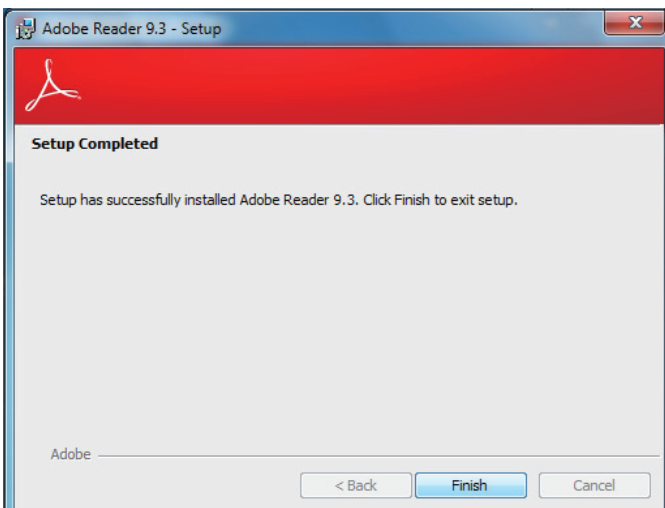 Adobe Reader 9.3 - Setup
Setup Completed
Setup has successfully installed Adobe Reader 9.3. Click Finish to exit setup.
Adobe
< Back
Finish
Cancel